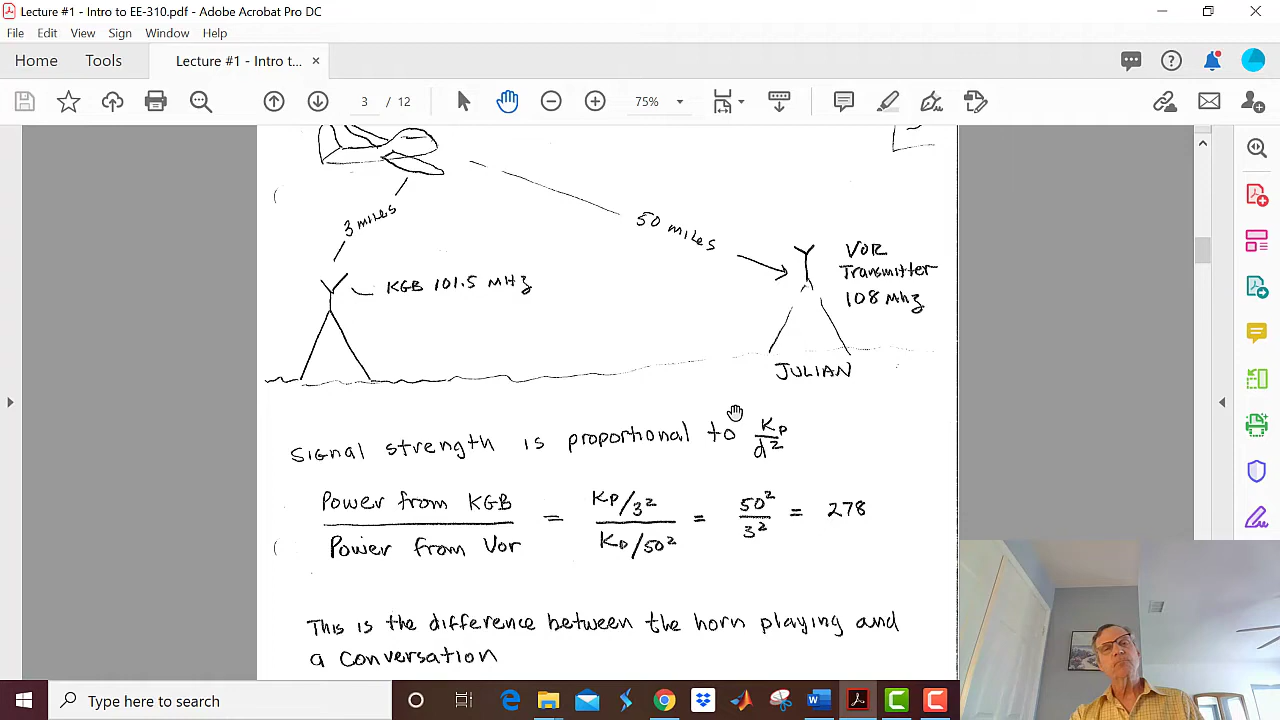 Lecture #1 - Intro to EE-310.pdf - Adobe Acrobat Pro DC
File Edit View Sign Window Help
Home Tools Lecture #1 - Intro t... ×
3 / 12 75%
3 miles
50 miles
KGB 101.5 MHz
VOR
Transmitter
108 Mhz
JULIAN
Signal strength is proportional to Kp/d²
Power from KGB / Power from Vor = Kp/3² / Kp/50² = 50²/3² = 278
This is the difference between the horn playing and
a conversation
Type here to search